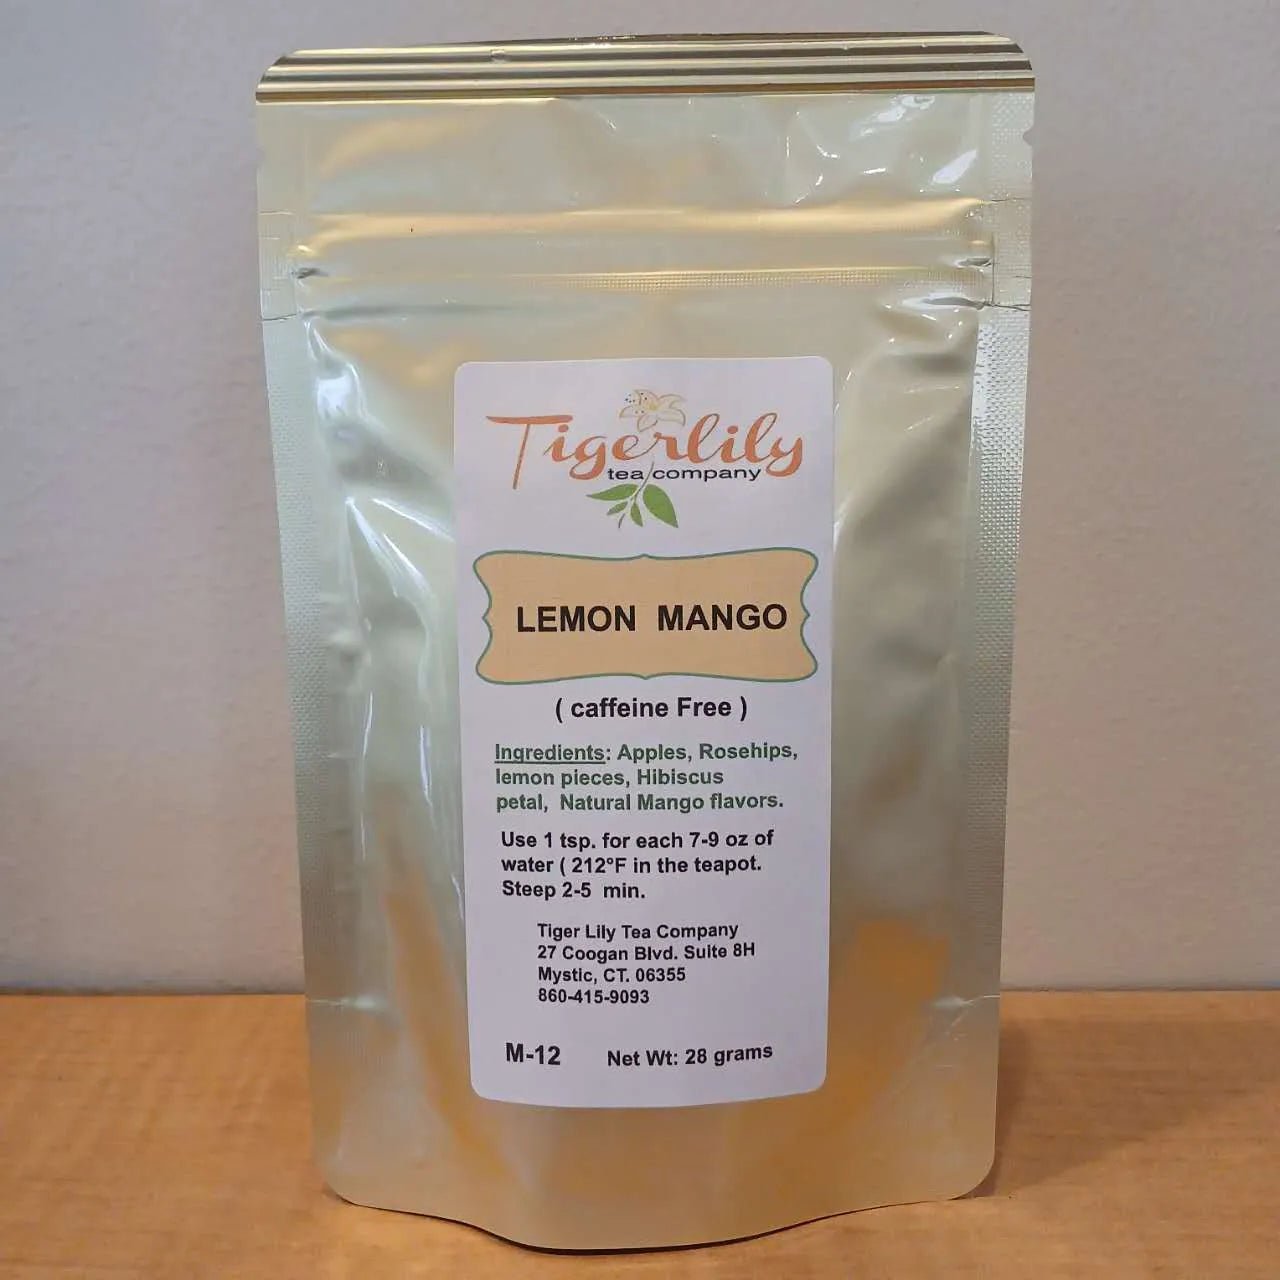 Tigerlily
tea company
LEMON MANGO
( caffeine Free )
Ingredients: Apples, Rosehips,
lemon pieces, Hibiscus
petal, Natural Mango flavors.
Use 1 tsp. for each 7-9 oz of
water ( 212°F in the teapot.
Steep 2-5 min.
Tiger Lily Tea Company
27 Coogan Blvd. Suite 8H
Mystic, CT. 06355
860-415-9093
M-12 Net Wt: 28 grams